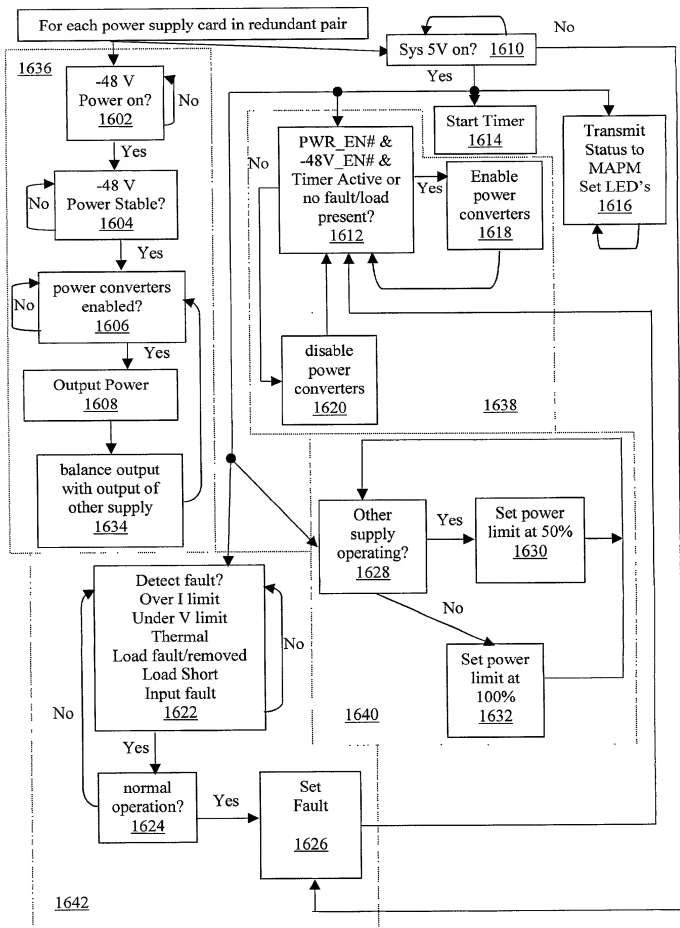 For each power supply card in redundant pair
No
Sys 5V on? 1610
Yes
1636
-48 V
Power on?
1602
No
Yes
-48 V
Power Stable?
1604
No
Yes
power converters
enabled?
1606
No
Yes
Output Power
1608
balance output
with output of
other supply
1634
Start Timer
1614
Transmit
Status to
MAPM
Set LED's
1616
No
PWR_EN# &
-48V_EN# &
Timer Active or
no fault/load
present?
1612
Yes
Enable
power
converters
1618
disable
power
converters
1620
1638
Other
supply
operating?
1628
Yes
Set power
limit at 50%
1630
No
Set power
limit at
100%
1632
1640
Detect fault?
Over I limit
Under V limit
Thermal
Load fault/removed
Load Short
Input fault
1622
No
No
Yes
normal
operation?
1624
Yes
Set
Fault
1626
1642